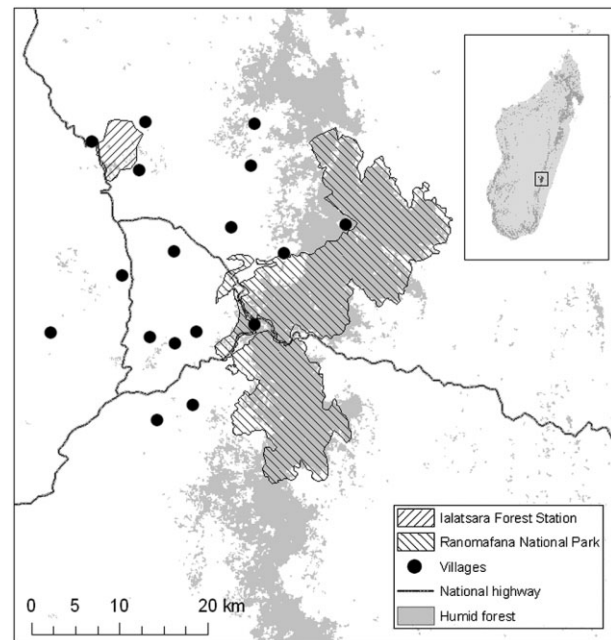 Ialatsara Forest Station
Ranomafana National Park
Villages
National highway
Humid forest
0 5 10 20 km